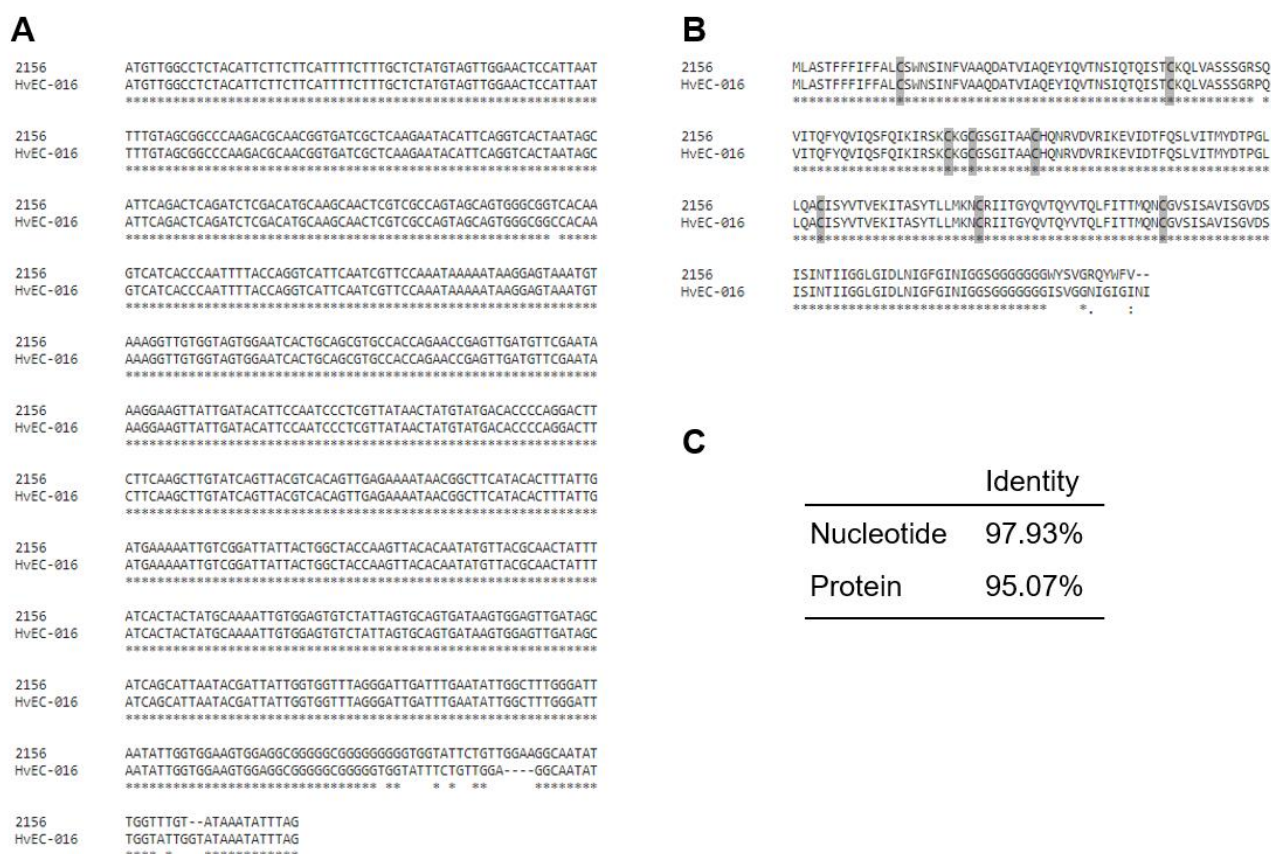 A
2156 ATGTTGGCCTCTACATTCTTCTTCATTTTCTTTGCTCTATGTAGTTGGAACTCCATTAAT
HvEC-016 ATGTTGGCCTCTACATTCTTCTTCATTTTCTTTGCTCTATGTAGTTGGAACTCCATTAAT
************************************************************
2156 TTTGTAGCGGCCCAAGACGCAACGGTGATCGCTCAAGAATACATTCAGGTCACTAATAGC
HvEC-016 TTTGTAGCGGCCCAAGACGCAACGGTGATCGCTCAAGAATACATTCAGGTCACTAATAGC
************************************************************
2156 ATTCAGACTCAGATCTCGACATGCAAGCAACTCGTCGCCAGTAGCAGTGGGCGGTCACAA
HvEC-016 ATTCAGACTCAGATCTCGACATGCAAGCAACTCGTCGCCAGTAGCAGTGGGCGGCCACAA
****************************************************** *****
2156 GTCATCACCCAATTTTACCAGGTCATTCAATCGTTCCAAATAAAAATAAGGAGTAAATGT
HvEC-016 GTCATCACCCAATTTTACCAGGTCATTCAATCGTTCCAAATAAAAATAAGGAGTAAATGT
************************************************************
2156 AAAGGTTGTGGTAGTGGAATCACTGCAGCGTGCCACCAGAACCGAGTTGATGTTCGAATA
HvEC-016 AAAGGTTGTGGTAGTGGAATCACTGCAGCGTGCCACCAGAACCGAGTTGATGTTCGAATA
************************************************************
2156 AAGGAAGTTATTGATACATTCCAATCCCTCGTTATAACTATGTATGACACCCCAGGACTT
HvEC-016 AAGGAAGTTATTGATACATTCCAATCCCTCGTTATAACTATGTATGACACCCCAGGACTT
************************************************************
2156 CTTCAAGCTTGTATCAGTTACGTCACAGTTGAGAAAATAACGGCTTCATACACTTTATTG
HvEC-016 CTTCAAGCTTGTATCAGTTACGTCACAGTTGAGAAAATAACGGCTTCATACACTTTATTG
************************************************************
2156 ATGAAAAATTGTCGGATTATTACTGGCTACCAAGTTACACAATATGTTACGCAACTATTT
HvEC-016 ATGAAAAATTGTCGGATTATTACTGGCTACCAAGTTACACAATATGTTACGCAACTATTT
************************************************************
2156 ATCACTACTATGCAAAATTGTGGAGTGTCTATTAGTGCAGTGATAAGTGGAGTTGATAGC
HvEC-016 ATCACTACTATGCAAAATTGTGGAGTGTCTATTAGTGCAGTGATAAGTGGAGTTGATAGC
************************************************************
2156 ATCAGCATTAATACGATTATTGGTGGTTTAGGGATTGATTTGAATATTGGCTTTGGGATT
HvEC-016 ATCAGCATTAATACGATTATTGGTGGTTTAGGGATTGATTTGAATATTGGCTTTGGGATT
************************************************************
2156 AATATTGGTGGAAGTGGAGGCGGGGGCGGGGGGGGGTGGTATTCTGTTGGAAGGCAATAT
HvEC-016 AATATTGGTGGAAGTGGAGGCGGGGGCGGGGGTGGTATTTCTGTTGGA----GGCAATAT
******************************** **    * *  **      ********
2156 TGGTTTGT--ATAAATATTTAG
HvEC-016 TGGTATTGGTATAAATATTTAG
**** *    ************
B
2156 MLASTFFFIFFALCSWNSINFVAAQDATVIAQEYIQVTNSIQTQISTCKQLVASSSGRSQ
HvEC-016 MLASTFFFIFFALCSWNSINFVAAQDATVIAQEYIQVTNSIQTQISTCKQLVASSSGRPQ
********************************************************** *
2156 VITQFYQVIQSFQIKIRSKCKGCGSGITAACHQNRVDVRIKEVIDTFQSLVITMYDTPGL
HvEC-016 VITQFYQVIQSFQIKIRSKCKGCGSGITAACHQNRVDVRIKEVIDTFQSLVITMYDTPGL
************************************************************
2156 LQACISYVTVEKITASYTLLMKNCRIITGYQVTQYVTQLFITTMQNCGVSISAVISGVDS
HvEC-016 LQACISYVTVEKITASYTLLMKNCRIITGYQVTQYVTQLFITTMQNCGVSISAVISGVDS
************************************************************
2156 ISINTIIGGLGIDLNIGFGINIGGSGGGGGGGWYSVGRQYWFV--
HvEC-016 ISINTIIGGLGIDLNIGFGINIGGSGGGGGGGISVGGNIGIGINI
********************************    *.    :
C
Identity
Nucleotide 97.93%
Protein 95.07%